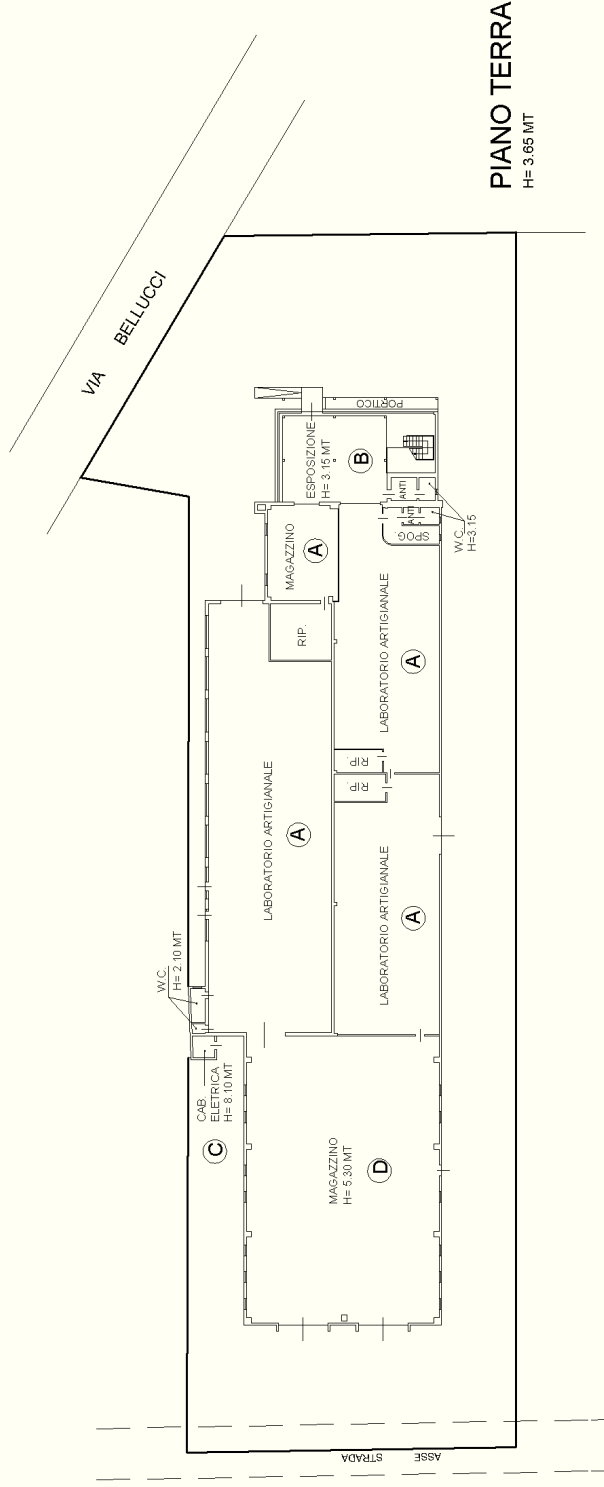 PIANO TERRA
H= 3.65 MT
VIA BELLUCCI
PORTICO
ESPOSIZIONE
H= 3.15 MT
B
ANTI
ANTI
SPOG.
W.C.
H=3.15
MAGAZZINO
A
RIP.
LABORATORIO ARTIGIANALE
A
RIP.
RIP.
LABORATORIO ARTIGIANALE
A
LABORATORIO ARTIGIANALE
A
W.C.
H= 2.10 MT
CAB.
ELETRICA
H= 8.10 MT
C
MAGAZZINO
H= 5.30 MT
D
ASSE STRADA